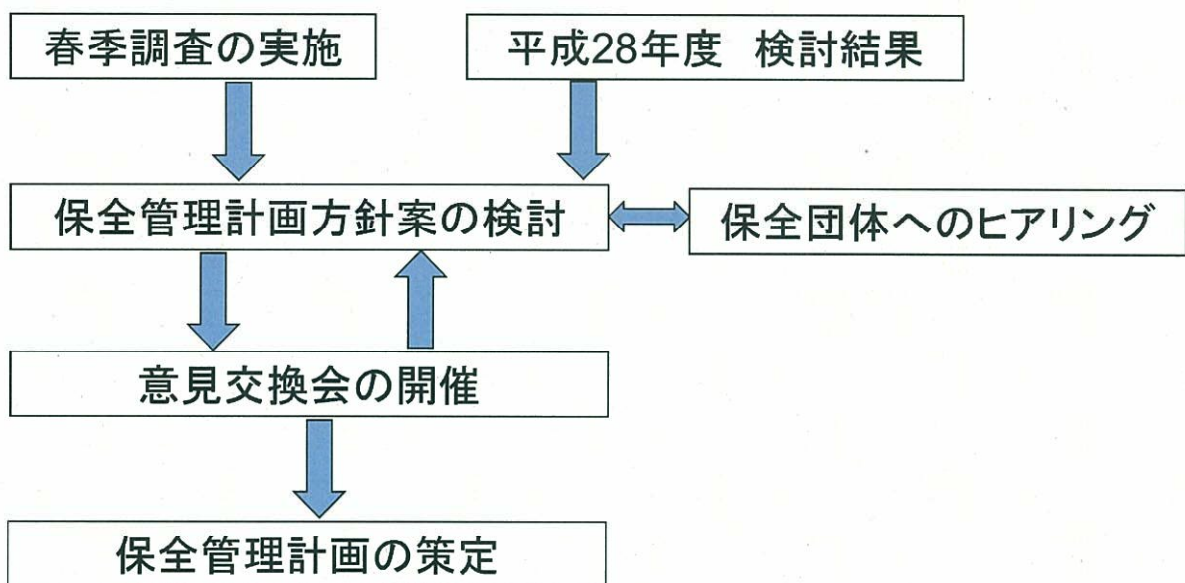 春季調査の実施
平成28年度　検討結果
保全管理計画方針案の検討
保全団体へのヒアリング
意見交換会の開催
保全管理計画の策定